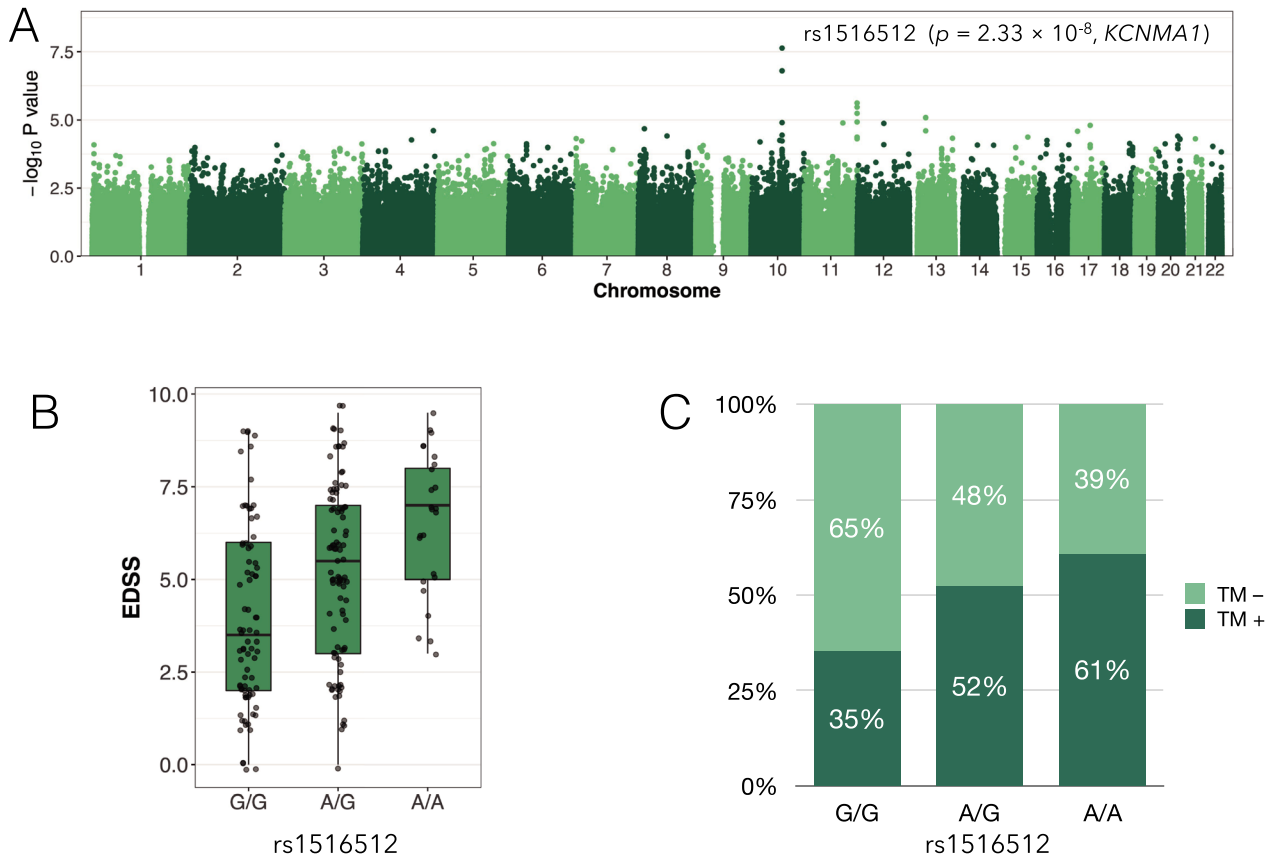 A
rs1516512 (p = 2.33 × 10-8, KCNMA1)
−log10 P value
7.5
5.0
2.5
0.0
1 2 3 4 5 6 7 8 9 10 11 12 13 14 15 16 17 18 19 20 21 22
Chromosome
B
EDSS
10.0
7.5
5.0
2.5
0.0
G/G A/G A/A
rs1516512
C
100%
75%
50%
25%
0%
65%
35%
48%
52%
39%
61%
G/G A/G A/A
rs1516512
TM –
TM +